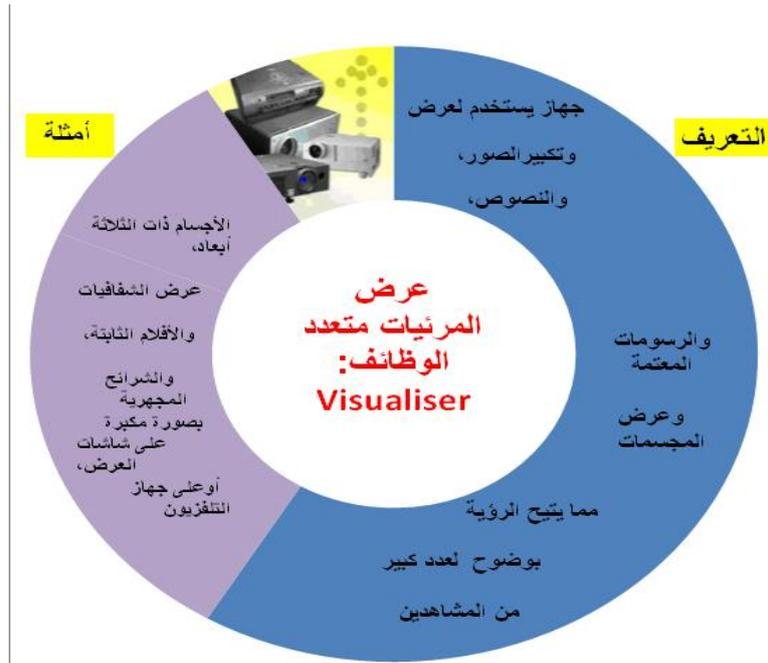 عرض
المرئيات متعدد
الوظائف:
Visualiser
التعريف
جهاز يستخدم لعرض
وتكبيرالصور،
والنصوص،
والرسومات
المعتمة
وعرض
المجسمات
مما يتيح الرؤية
بوضوح لعدد كبير
من المشاهدين
أمثلة
الأجسام ذات الثلاثة
أبعاد،
عرض الشفافيات
والأفلام الثابتة،
والشرائح
المجهرية
بصورة مكبرة
على شاشات
العرض،
أوعلى جهاز
التلفزيون